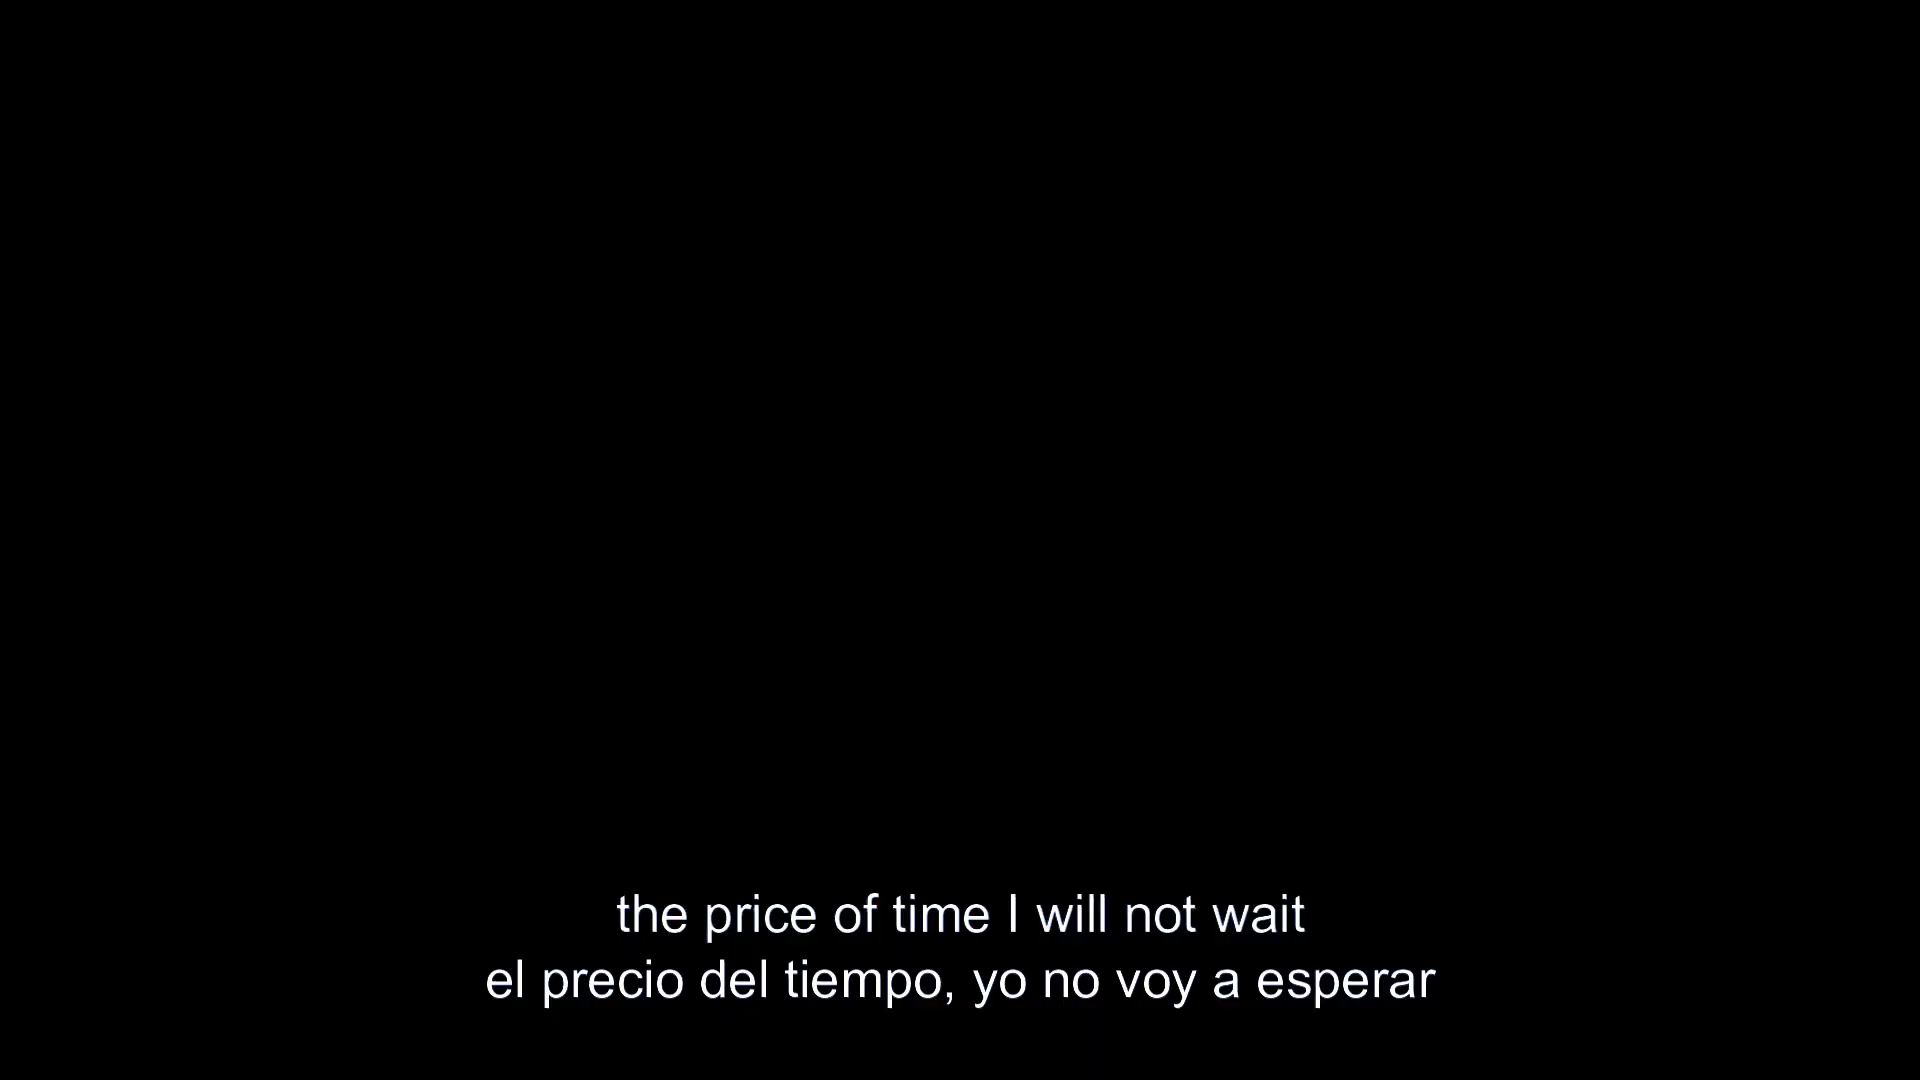 the price of time I will not wait
el precio del tiempo, yo no voy a esperar